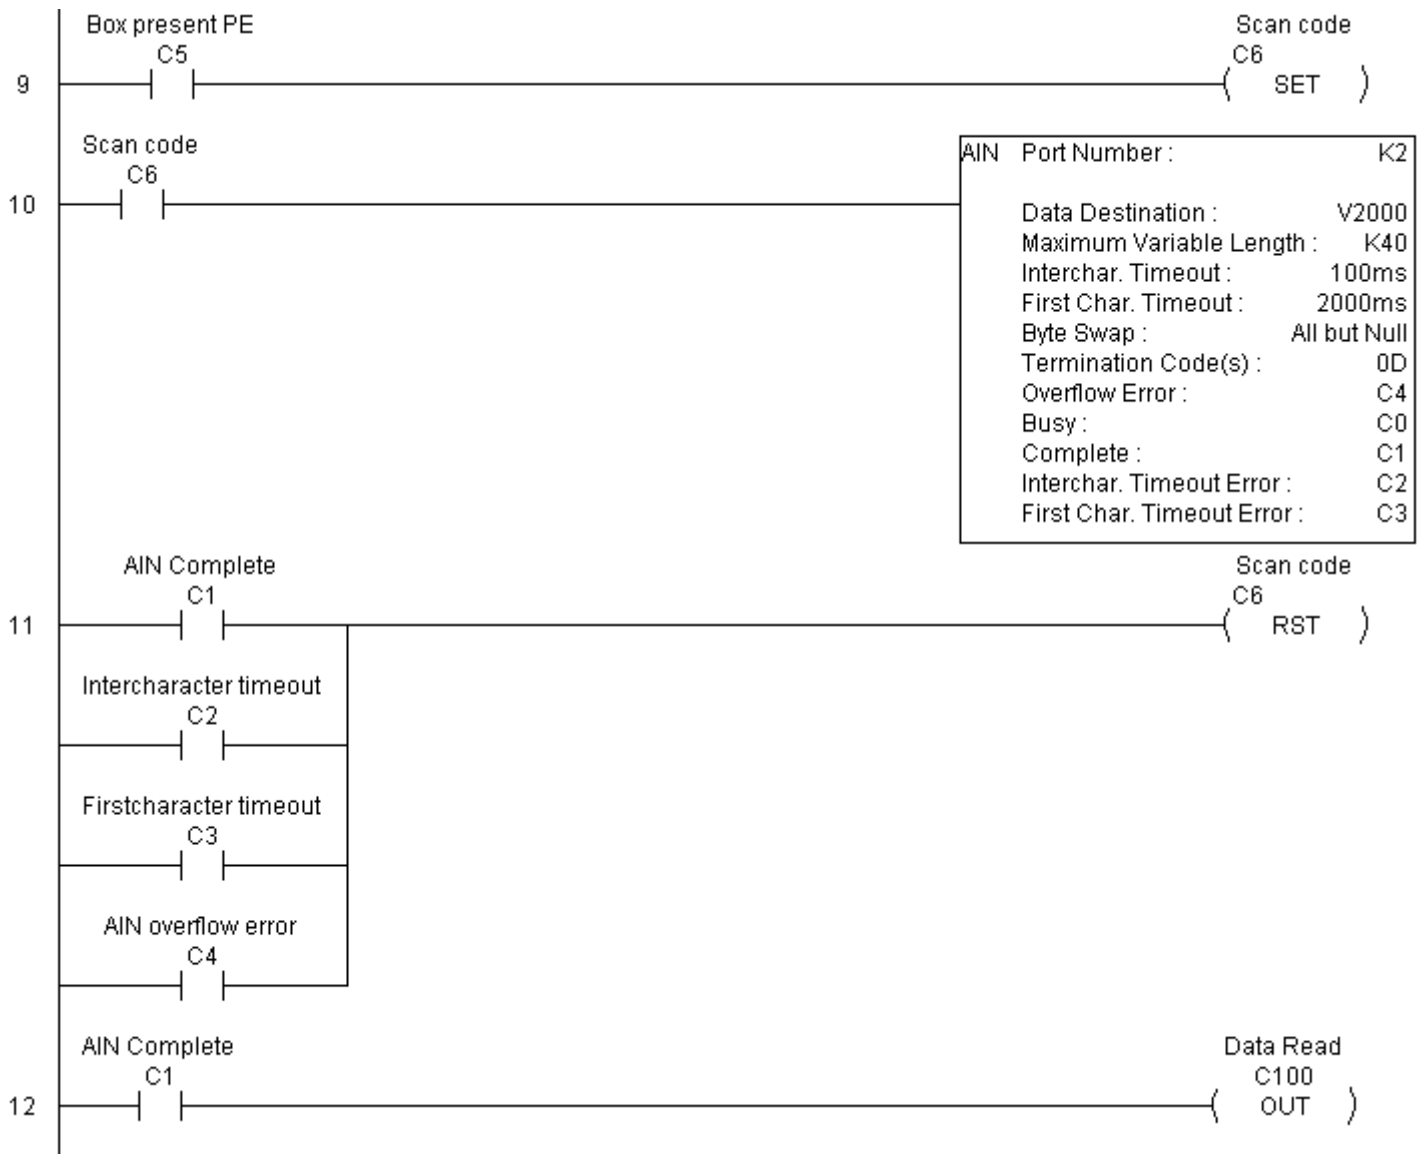 Box present PE
C5
Scan code
C6
9
SET
Scan code
C6
10
AIN Port Number : K2
Data Destination : V2000
Maximum Variable Length : K40
Interchar. Timeout : 100ms
First Char. Timeout : 2000ms
Byte Swap : All but Null
Termination Code(s) : 0D
Overflow Error : C4
Busy : C0
Complete : C1
Interchar. Timeout Error : C2
First Char. Timeout Error : C3
AIN Complete
C1
Scan code
C6
11
RST
Intercharacter timeout
C2
Firstcharacter timeout
C3
AIN overflow error
C4
AIN Complete
C1
Data Read
C100
12
OUT